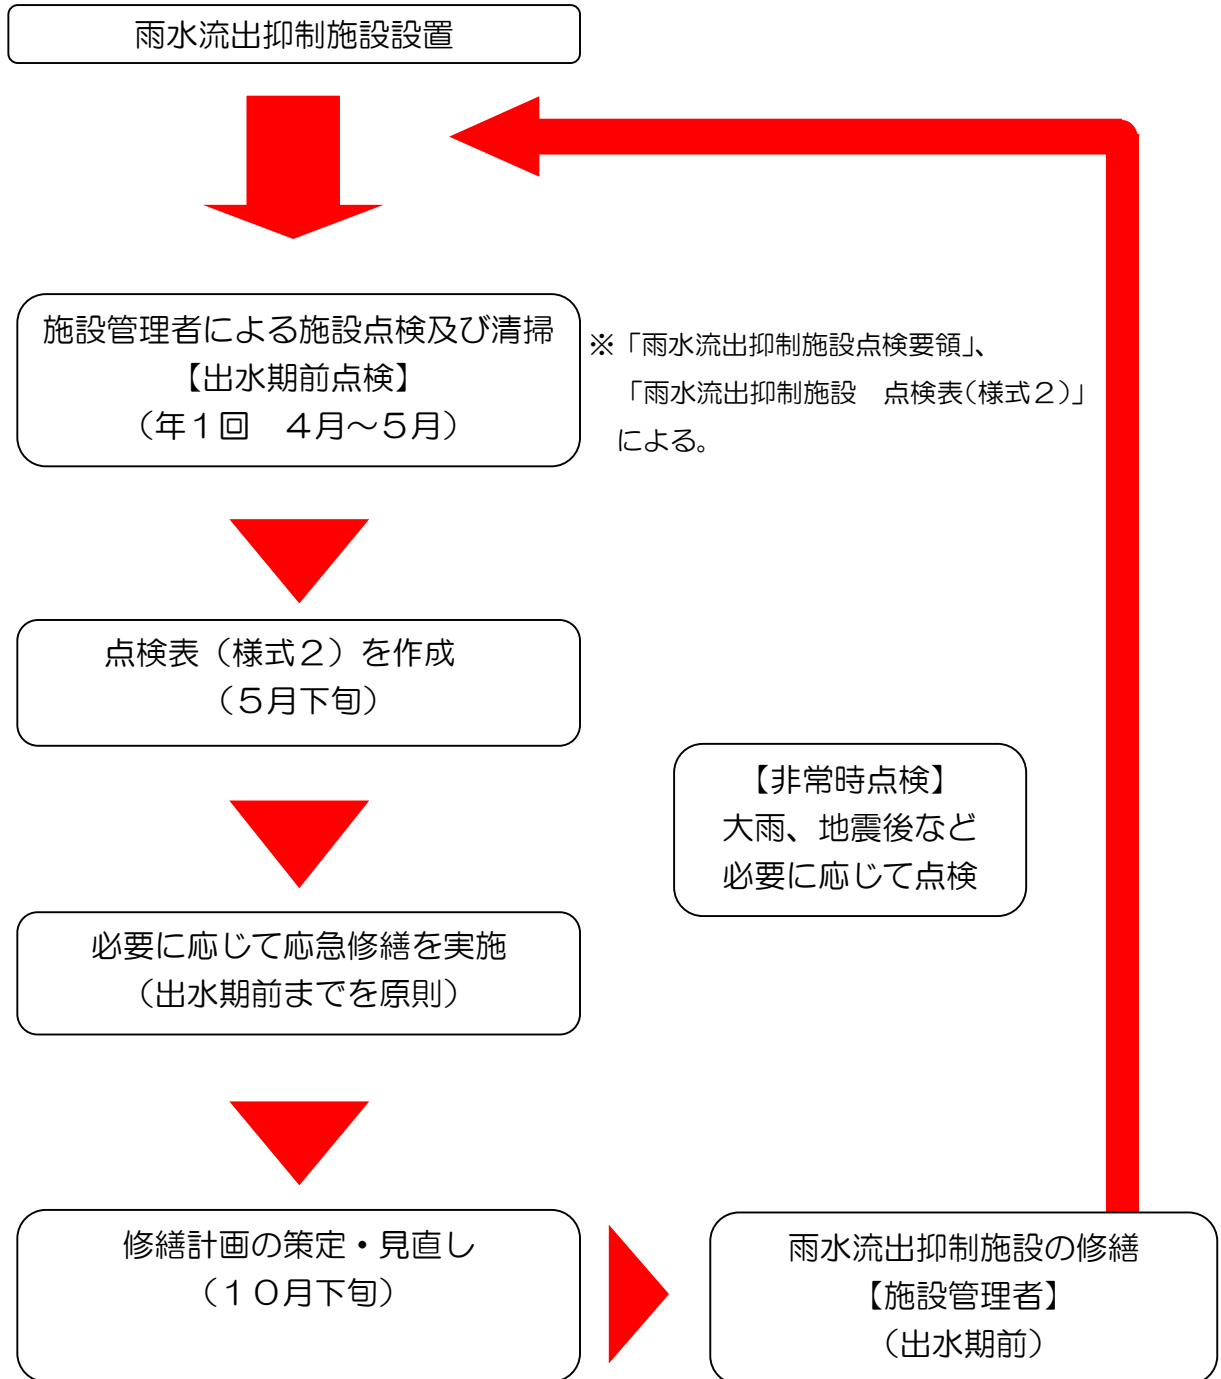 雨水流出抑制施設設置
施設管理者による施設点検及び清掃
【出水期前点検】
（年１回　４月～５月）
※「雨水流出抑制施設点検要領」、
「雨水流出抑制施設　点検表（様式２）」
による。
点検表（様式２）を作成
（５月下旬）
【非常時点検】
大雨、地震後など
必要に応じて点検
必要に応じて応急修繕を実施
（出水期前までを原則）
修繕計画の策定・見直し
（１０月下旬）
雨水流出抑制施設の修繕
【施設管理者】
（出水期前）